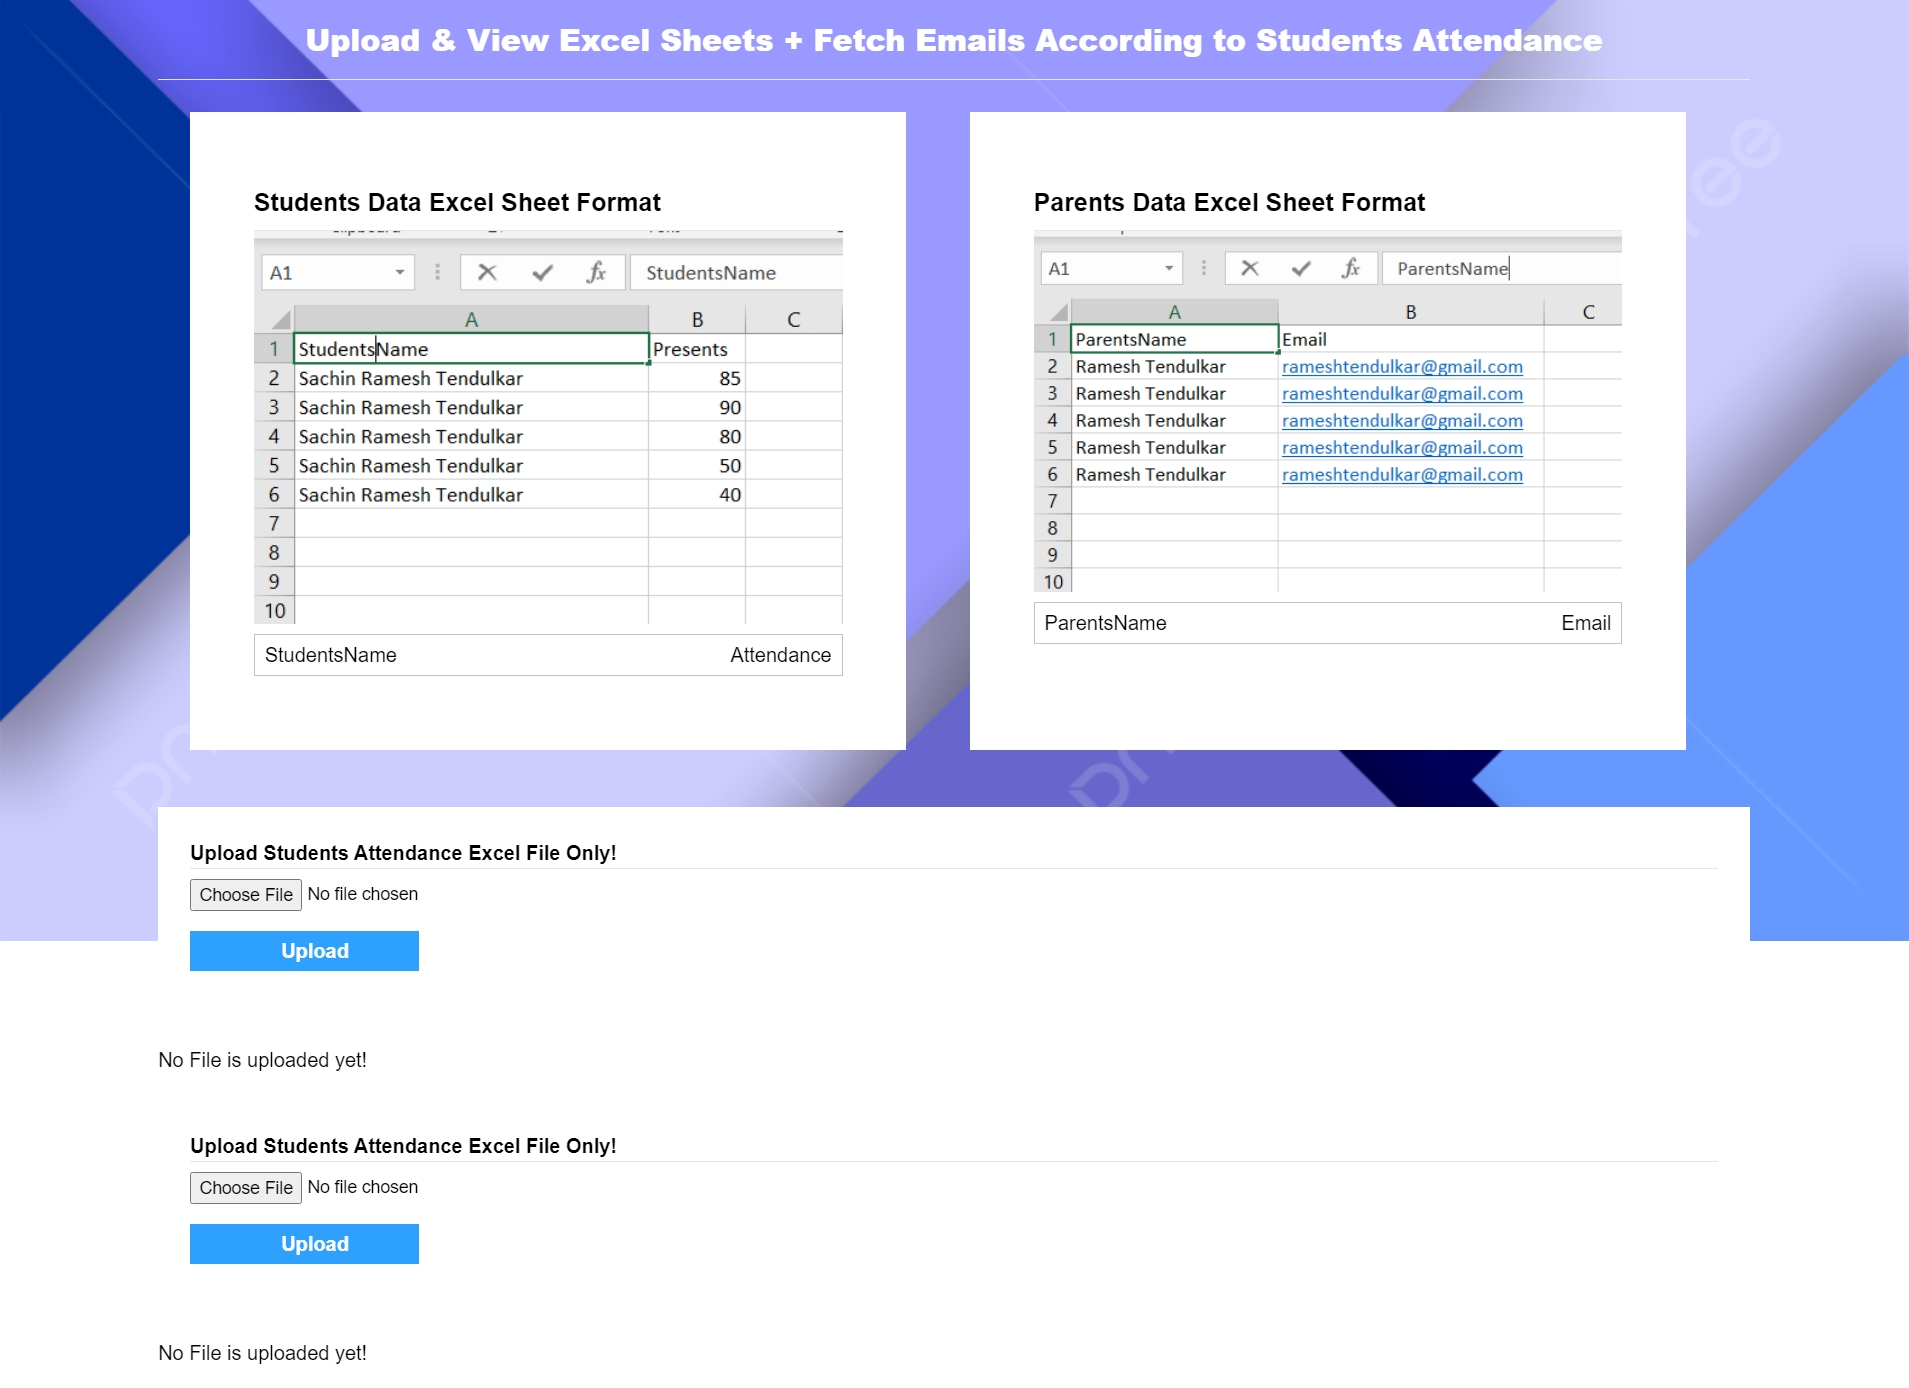 Upload & View Excel Sheets + Fetch Emails According to Students Attendance
Students Data Excel Sheet Format
A1 fx StudentsName
A B C
1 StudentsName Presents
2 Sachin Ramesh Tendulkar 85
3 Sachin Ramesh Tendulkar 90
4 Sachin Ramesh Tendulkar 80
5 Sachin Ramesh Tendulkar 50
6 Sachin Ramesh Tendulkar 40
7
8
9
10
StudentsName Attendance
Parents Data Excel Sheet Format
A1 fx ParentsName
A B C
1 ParentsName Email
2 Ramesh Tendulkar rameshtendulkar@gmail.com
3 Ramesh Tendulkar rameshtendulkar@gmail.com
4 Ramesh Tendulkar rameshtendulkar@gmail.com
5 Ramesh Tendulkar rameshtendulkar@gmail.com
6 Ramesh Tendulkar rameshtendulkar@gmail.com
7
8
9
10
ParentsName Email
Upload Students Attendance Excel File Only!
Choose File No file chosen
Upload
No File is uploaded yet!
Upload Students Attendance Excel File Only!
Choose File No file chosen
Upload
No File is uploaded yet!